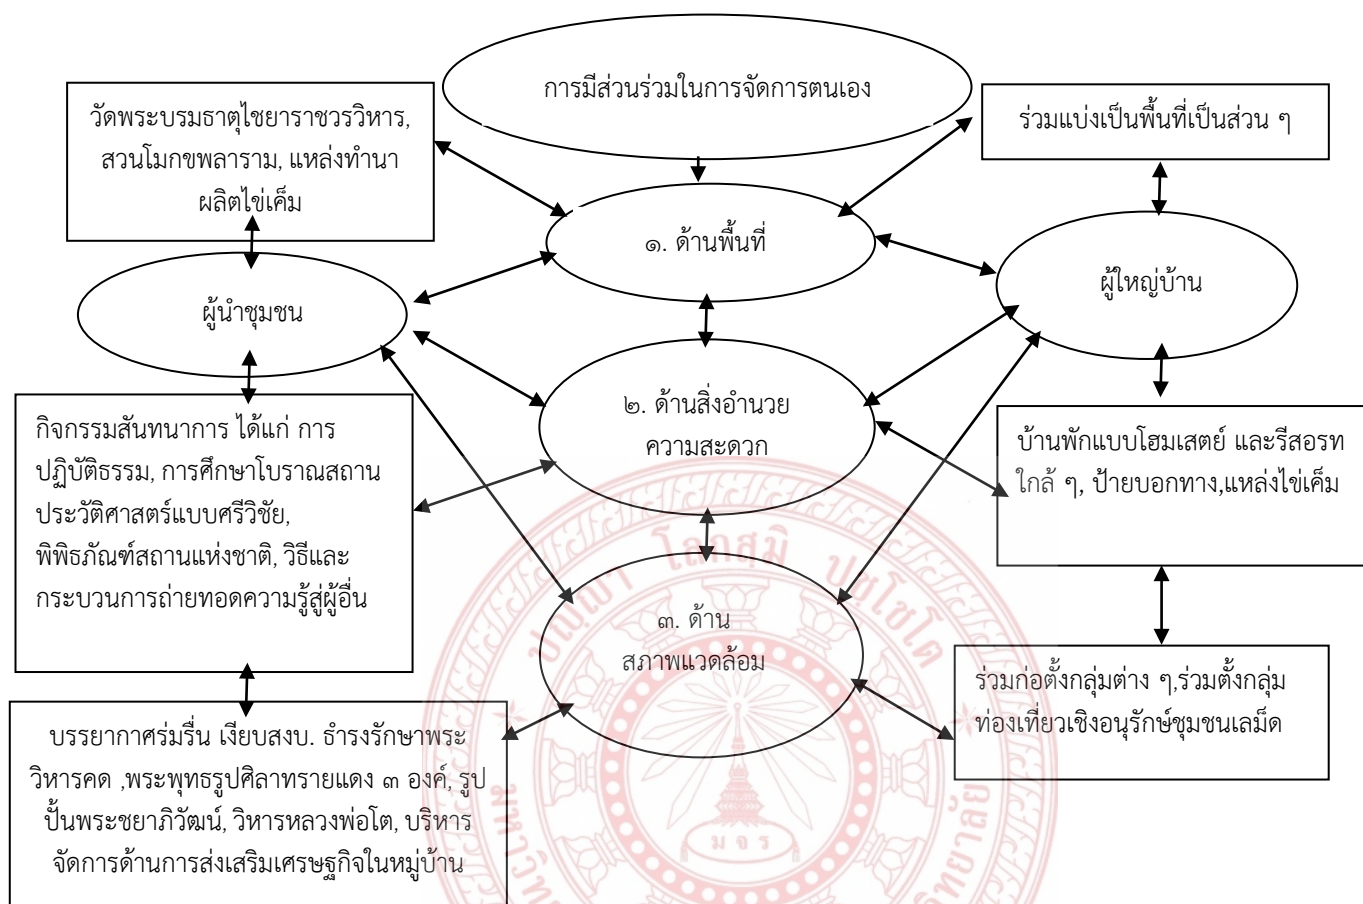 การมีส่วนร่วมในการจัดการตนเอง
วัดพระบรมธาตุไชยาราชวรวิหาร,
สวนโมกขพลาราม, แหล่งทำนา
ผลิตไข่เค็ม
ร่วมแบ่งเป็นพื้นที่เป็นส่วน ๆ
๑. ด้านพื้นที่
ผู้นำชุมชน
ผู้ใหญ่บ้าน
๒. ด้านสิ่งอำนวย
ความสะดวก
กิจกรรมสันทนาการ ได้แก่ การ
ปฏิบัติธรรม, การศึกษาโบราณสถาน
ประวัติศาสตร์แบบศรีวิชัย,
พิพิธภัณฑ์สถานแห่งชาติ, วิธีและ
กระบวนการถ่ายทอดความรู้สู่ผู้อื่น
บ้านพักแบบโฮมเสตย์ และรีสอรท
ใกล้ ๆ, ป้ายบอกทาง,แหล่งไข่เค็ม
๓. ด้าน
สภาพแวดล้อม
ร่วมก่อตั้งกลุ่มต่าง ๆ,ร่วมตั้งกลุ่ม
ท่องเที่ยวเชิงอนุรักษ์ชุมชนเลม็ด
บรรยากาศร่มรื่น เงียบสงบ. ธำรงรักษาพระ
วิหารคด ,พระพุทธรูปศิลาทรายแดง ๓ องค์, รูป
ปั้นพระชยาภิวัฒน์, วิหารหลวงพ่อโต, บริหาร
จัดการด้านการส่งเสริมเศรษฐกิจในหมู่บ้าน
ปญฺญา โลกสฺมิ ปชฺโชโต
ม จ ร